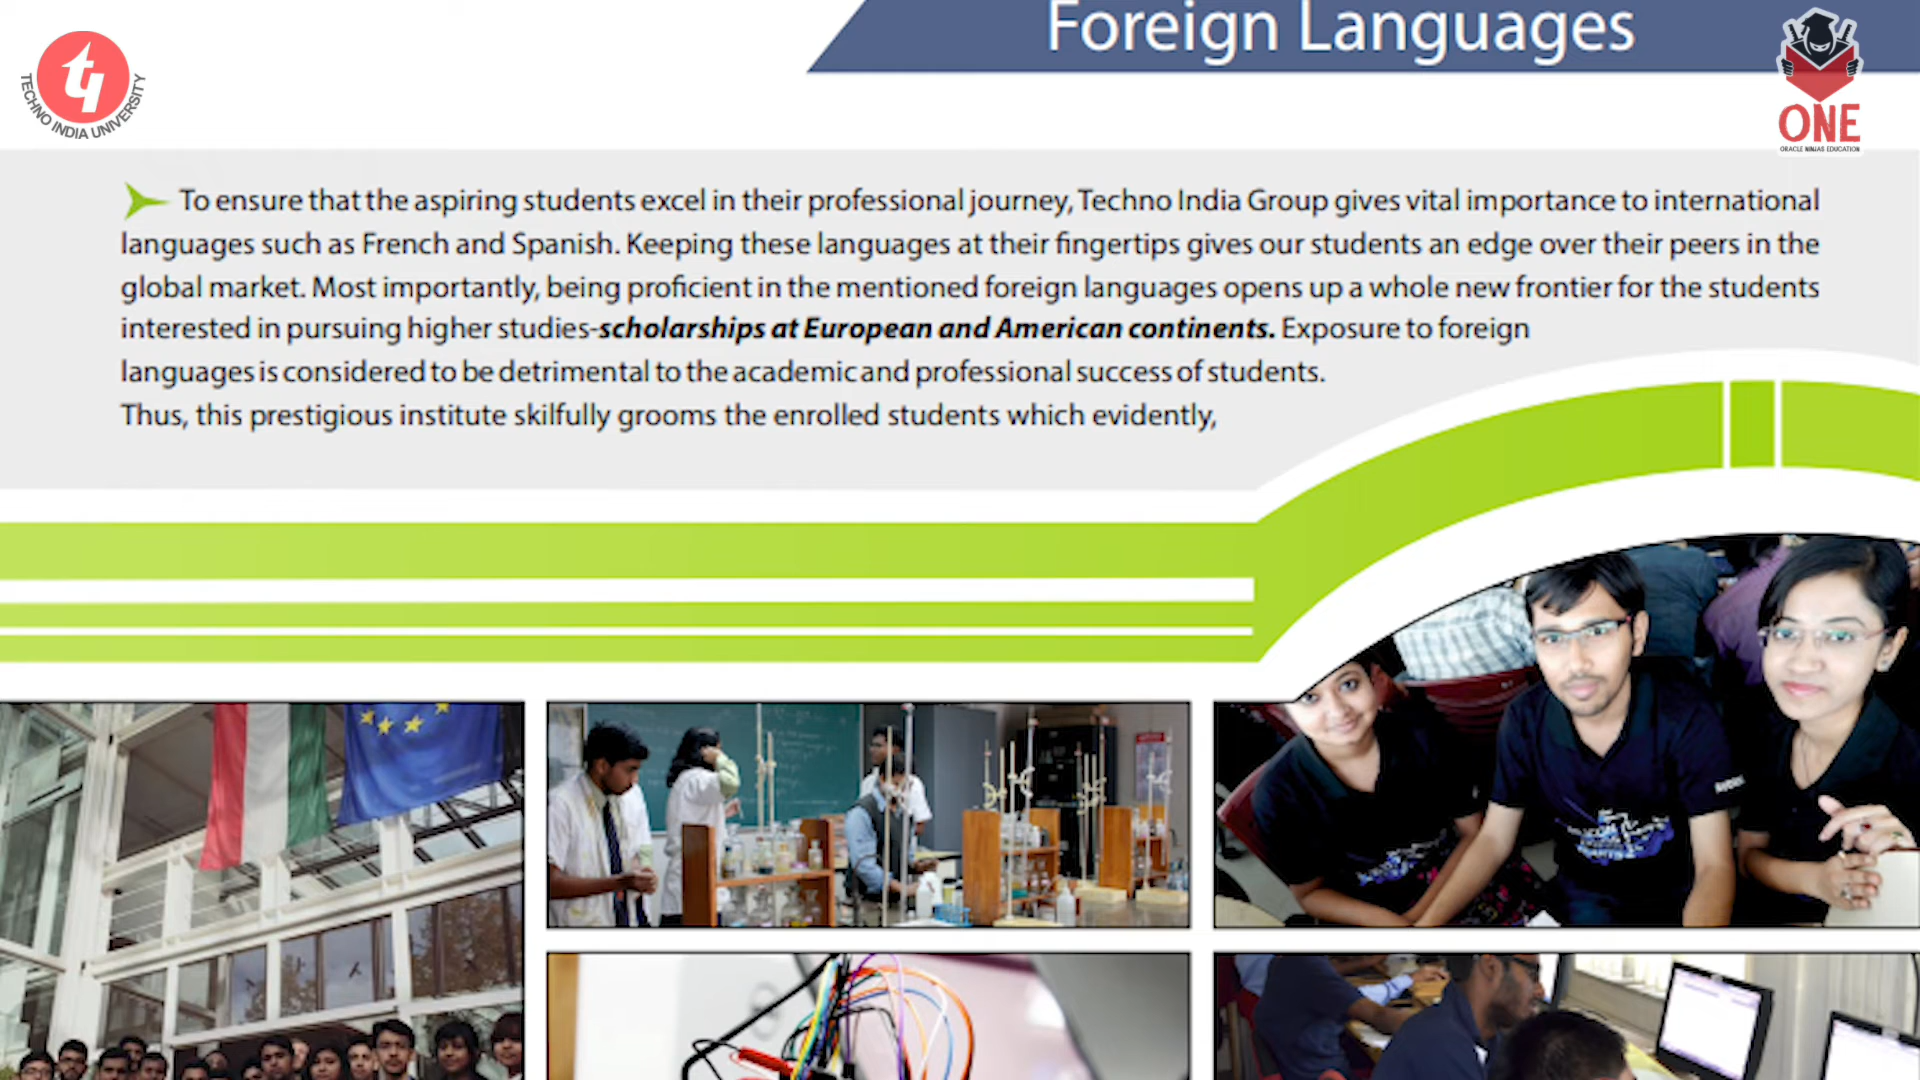 Foreign Languages
TECHNO INDIA UNIVERSITY
ONE
ORACLE NINJAS EDUCATION
To ensure that the aspiring students excel in their professional journey, Techno India Group gives vital importance to international
languages such as French and Spanish. Keeping these languages at their fingertips gives our students an edge over their peers in the
global market. Most importantly, being proficient in the mentioned foreign languages opens up a whole new frontier for the students
interested in pursuing higher studies-scholarships at European and American continents. Exposure to foreign
languages is considered to be detrimental to the academic and professional success of students.
Thus, this prestigious institute skilfully grooms the enrolled students which evidently,